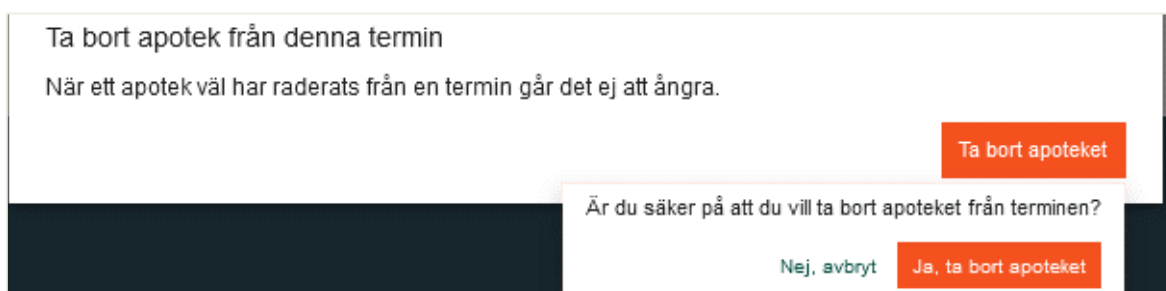 Ta bort apotek från denna termin
När ett apotek väl har raderats från en termin går det ej att ångra.
Ta bort apoteket
Är du säker på att du vill ta bort apoteket från terminen?
Nej, avbryt
Ja, ta bort apoteket